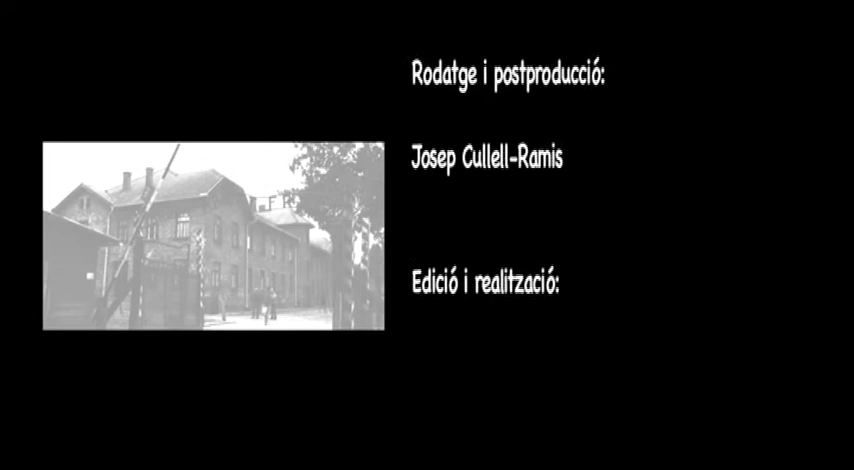 Rodatge i postproducció:
Josep Cullell-Ramis
Edició i realització: